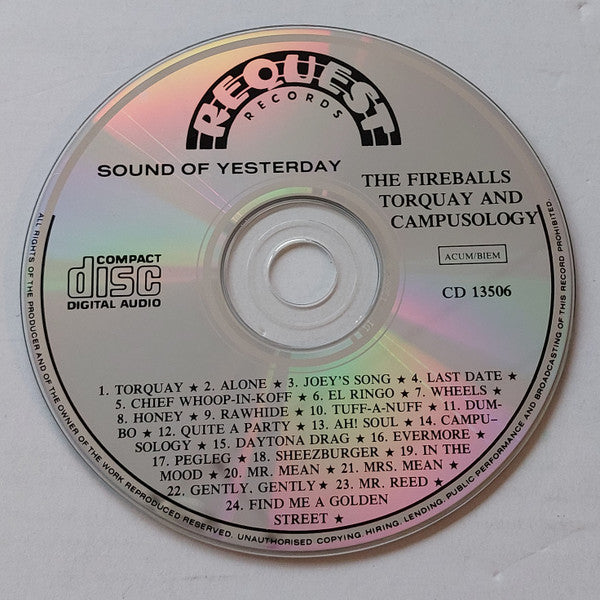 REQUEST
RECORDS
SOUND OF YESTERDAY
THE FIREBALLS
TORQUAY AND
CAMPUSOLOGY
COMPACT
disc
DIGITAL AUDIO
ACUM/BIEM
CD 13506
1. TORQUAY ★ 2. ALONE ★ 3. JOEY'S SONG ★ 4. LAST DATE ★
5. CHIEF WHOOP-IN-KOFF ★ 6. EL RINGO ★ 7. WHEELS ★
8. HONEY ★ 9. RAWHIDE ★ 10. TUFF-A-NUFF ★ 11. DUM-
BO ★ 12. QUITE A PARTY ★ 13. AH! SOUL ★ 14. CAMPU-
SOLOGY ★ 15. DAYTONA DRAG ★ 16. EVERMORE ★
17. PEGLEG ★ 18. SHEEZBURGER ★ 19. IN THE
MOOD ★ 20. MR. MEAN ★ 21. MRS. MEAN ★
22. GENTLY, GENTLY ★ 23. MR. REED ★
24. FIND ME A GOLDEN
STREET ★
ALL RIGHTS OF THE PRODUCER AND OF THE OWNER OF THE WORK REPRODUCED RESERVED. UNAUTHORISED COPYING, HIRING, LENDING, PUBLIC PERFORMANCE AND BROADCASTING OF THIS RECORD PROHIBITED.